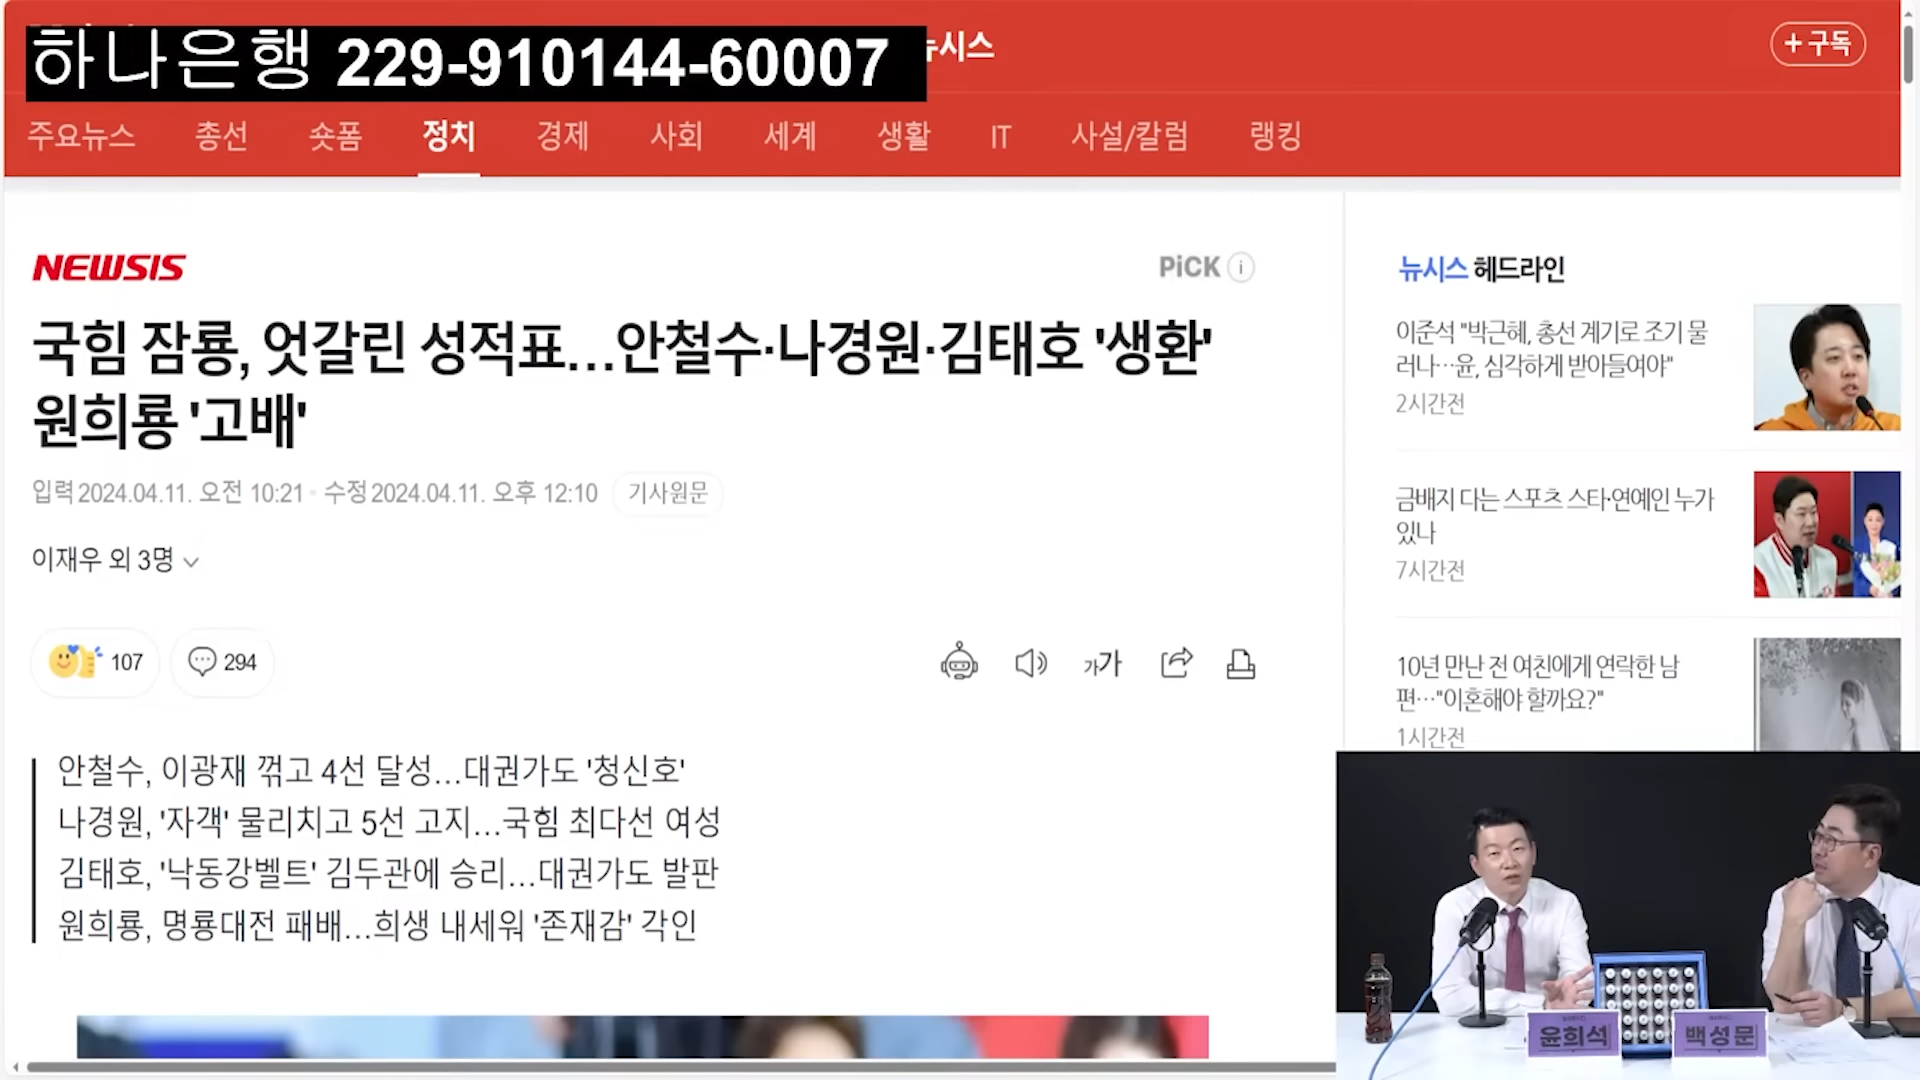 하나은행 229-910144-60007
뉴시스
+ 구독
주요뉴스 총선 숏폼 정치 경제 사회 세계 생활 IT 사설/칼럼 랭킹
NEWSIS
PiCK
국힘 잠룡, 엇갈린 성적표…안철수·나경원·김태호 '생환'
원희룡 '고배'
입력 2024.04.11. 오전 10:21 수정 2024.04.11. 오후 12:10 기사원문
이재우 외 3명
107 294
가가
안철수, 이광재 꺾고 4선 달성…대권가도 '청신호'
나경원, '자객' 물리치고 5선 고지…국힘 최다선 여성
김태호, '낙동강벨트' 김두관에 승리…대권가도 발판
원희룡, 명룡대전 패배…희생 내세워 '존재감' 각인
뉴시스 헤드라인
이준석 "박근혜, 총선 계기로 조기 물
러나…윤, 심각하게 받아들여야"
2시간전
금배지 다는 스포츠 스타·연예인 누가
있나
7시간전
10년 만난 전 여친에게 연락한 남
편…"이혼해야 할까요?"
1시간전
윤희석
백성문